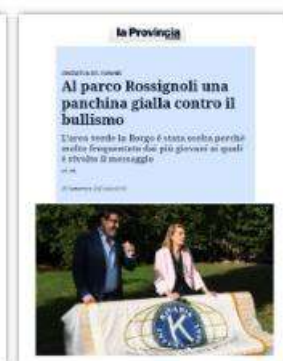 la Provincia
Al parco Rossignoli una
panchina gialla contro il
bullismo
L'area verde in Borgo è stata scelta perché
molto frequentata dai più giovani ai quali
è rivolto il messaggio
K